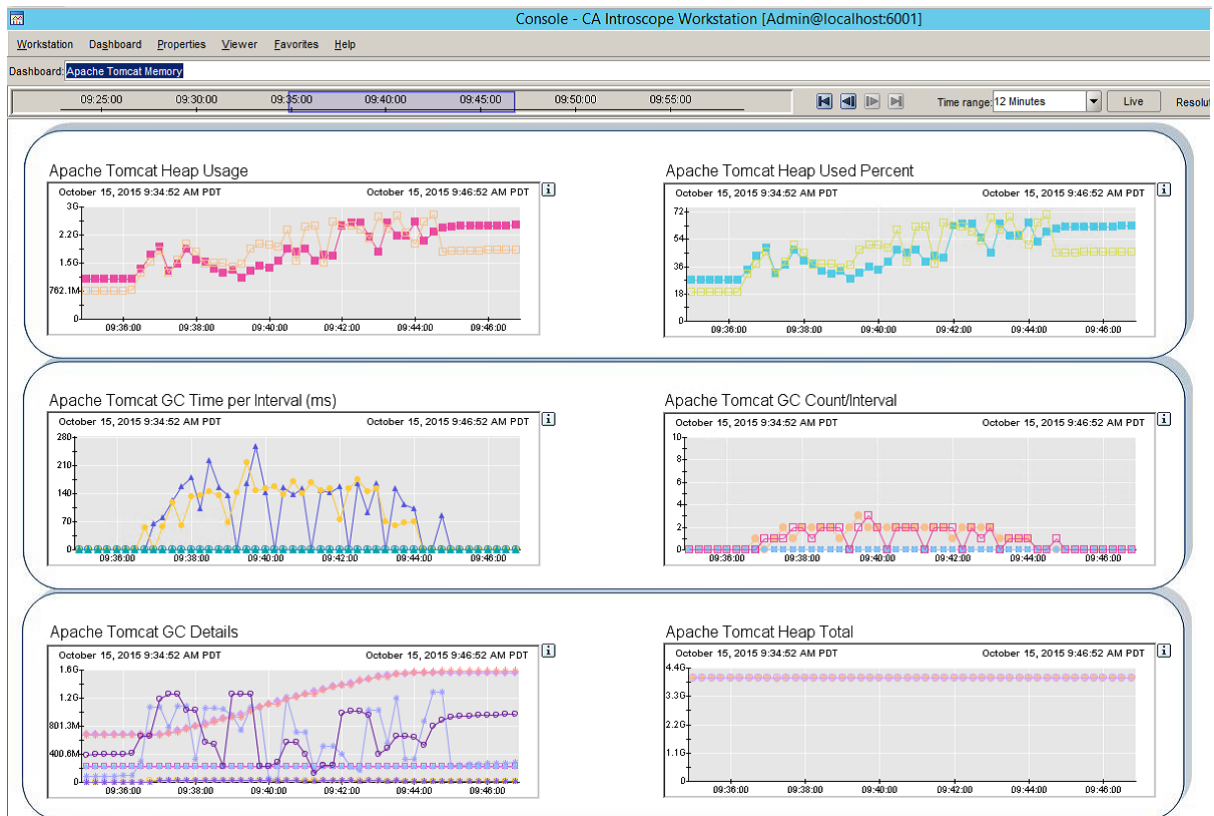 Console - CA Introscope Workstation [Admin@localhost:6001]
Workstation Dashboard Properties Viewer Favorites Help
Dashboard: Apache Tomcat Memory
09:25:00 09:30:00 09:35:00 09:40:00 09:45:00 09:50:00 09:55:00 Time range: 12 Minutes Live Resolut
Apache Tomcat Heap Usage
October 15, 2015 9:34:52 AM PDT October 15, 2015 9:46:52 AM PDT i
3G
2.2G
1.5G
762.1M
0
09:36:00 09:38:00 09:40:00 09:42:00 09:44:00 09:46:00
Apache Tomcat Heap Used Percent
October 15, 2015 9:34:52 AM PDT October 15, 2015 9:46:52 AM PDT i
72
54
36
18
0
09:36:00 09:38:00 09:40:00 09:42:00 09:44:00 09:46:00
Apache Tomcat GC Time per Interval (ms)
October 15, 2015 9:34:52 AM PDT October 15, 2015 9:46:52 AM PDT i
280
210
140
70
0
09:36:00 09:38:00 09:40:00 09:42:00 09:44:00 09:46:00
Apache Tomcat GC Count/Interval
October 15, 2015 9:34:52 AM PDT October 15, 2015 9:46:52 AM PDT i
10
8
6
4
2
0
09:36:00 09:38:00 09:40:00 09:42:00 09:44:00 09:46:00
Apache Tomcat GC Details
October 15, 2015 9:34:52 AM PDT October 15, 2015 9:46:52 AM PDT i
1.6G
1.2G
801.3M
400.6M
0
09:36:00 09:38:00 09:40:00 09:42:00 09:44:00 09:46:00
Apache Tomcat Heap Total
October 15, 2015 9:34:52 AM PDT October 15, 2015 9:46:52 AM PDT i
4.4G
3.3G
2.2G
1.1G
0
09:36:00 09:38:00 09:40:00 09:42:00 09:44:00 09:46:00